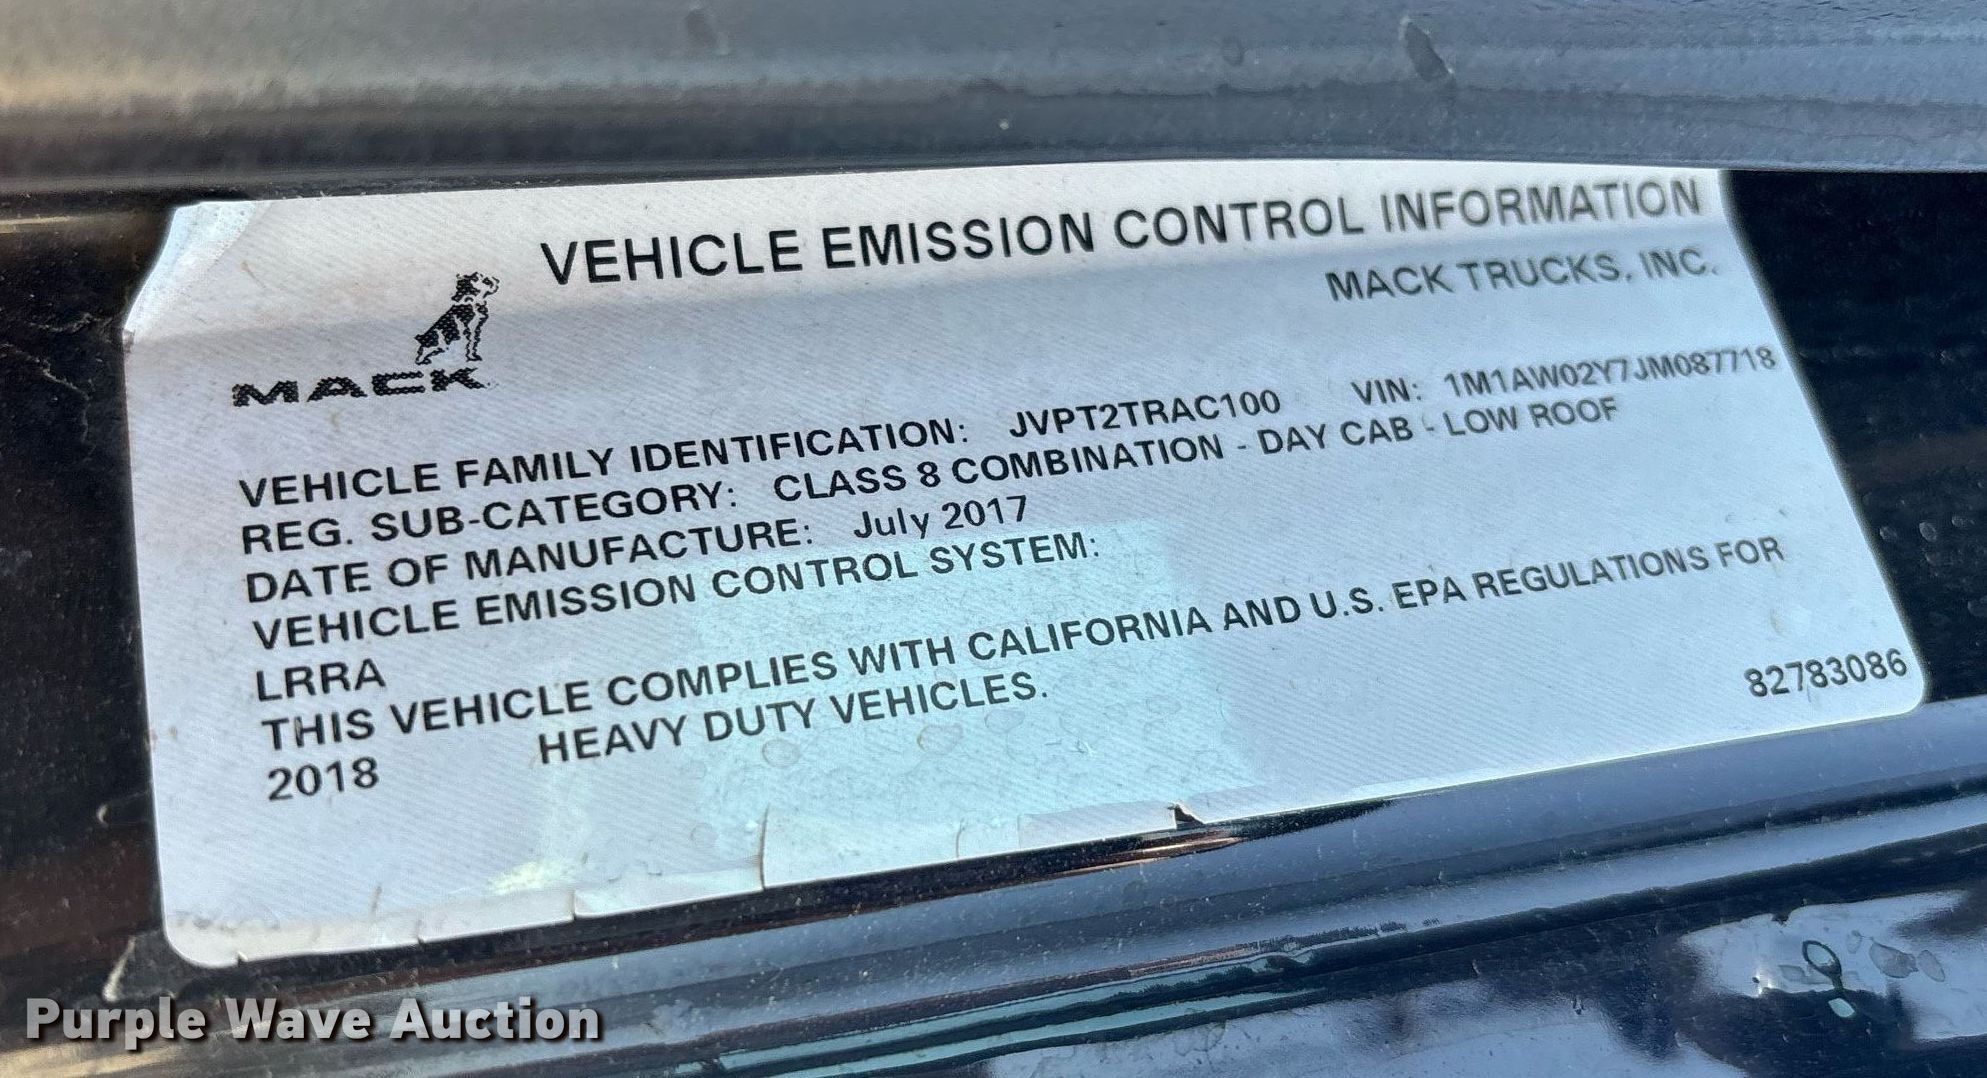 VEHICLE EMISSION CONTROL INFORMATION
MACK TRUCKS, INC.
MACK
VEHICLE FAMILY IDENTIFICATION: JVPT2TRAC100 VIN: 1M1AW02Y7JM087718
REG. SUB-CATEGORY: CLASS 8 COMBINATION - DAY CAB - LOW ROOF
DATE OF MANUFACTURE: July 2017
VEHICLE EMISSION CONTROL SYSTEM:
LRRA
THIS VEHICLE COMPLIES WITH CALIFORNIA AND U.S. EPA REGULATIONS FOR
2018 HEAVY DUTY VEHICLES.
82783086
Purple Wave Auction